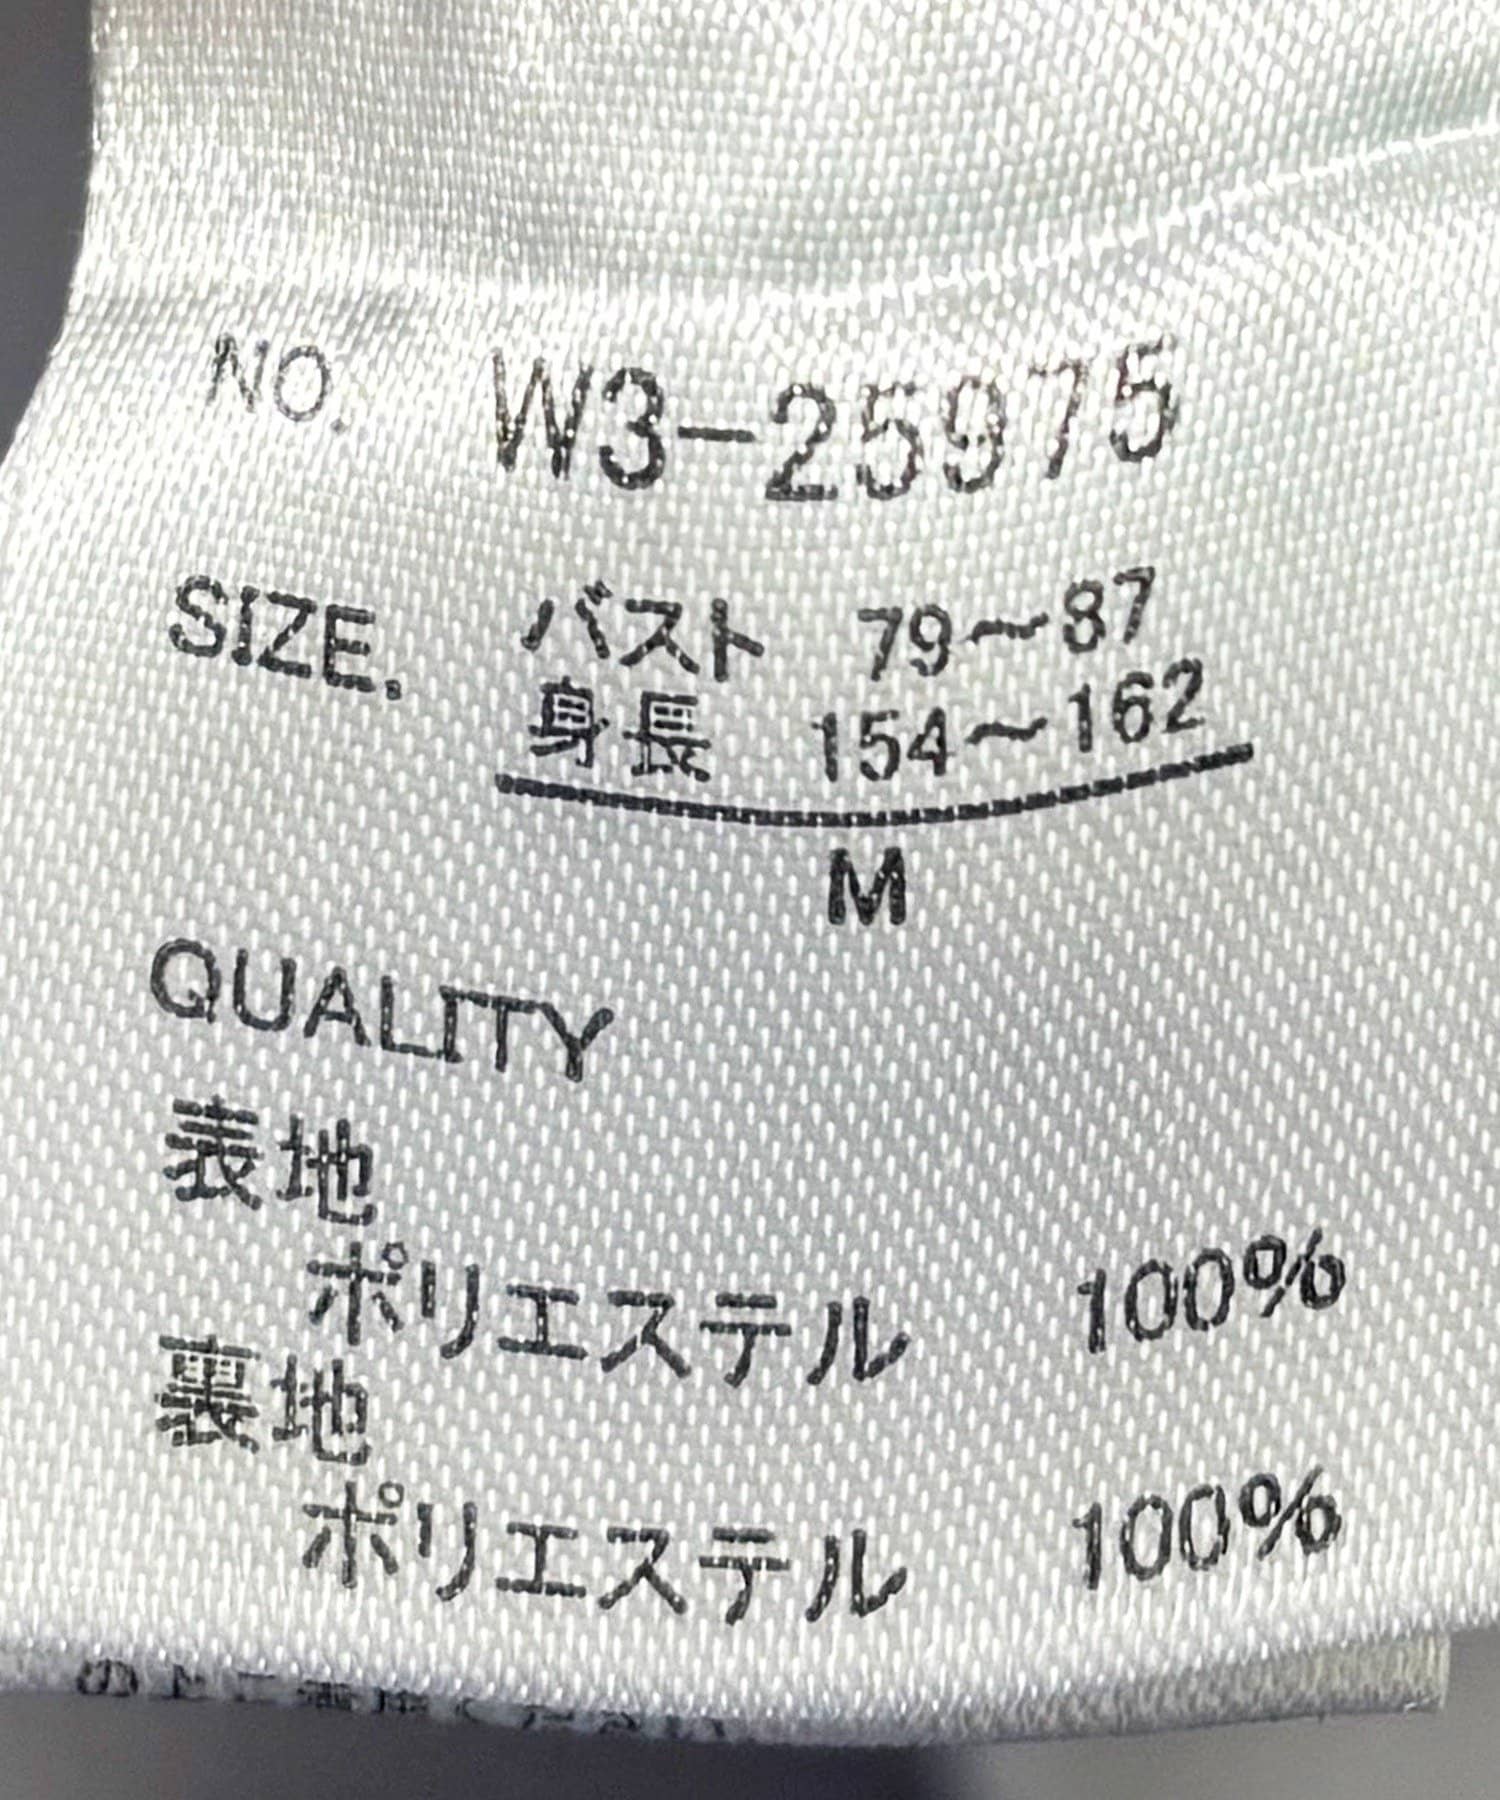 NO. W3-25975
SIZE. バスト 79～87
身長 154～162
M
QUALITY
表地
ポリエステル 100%
裏地
ポリエステル 100%